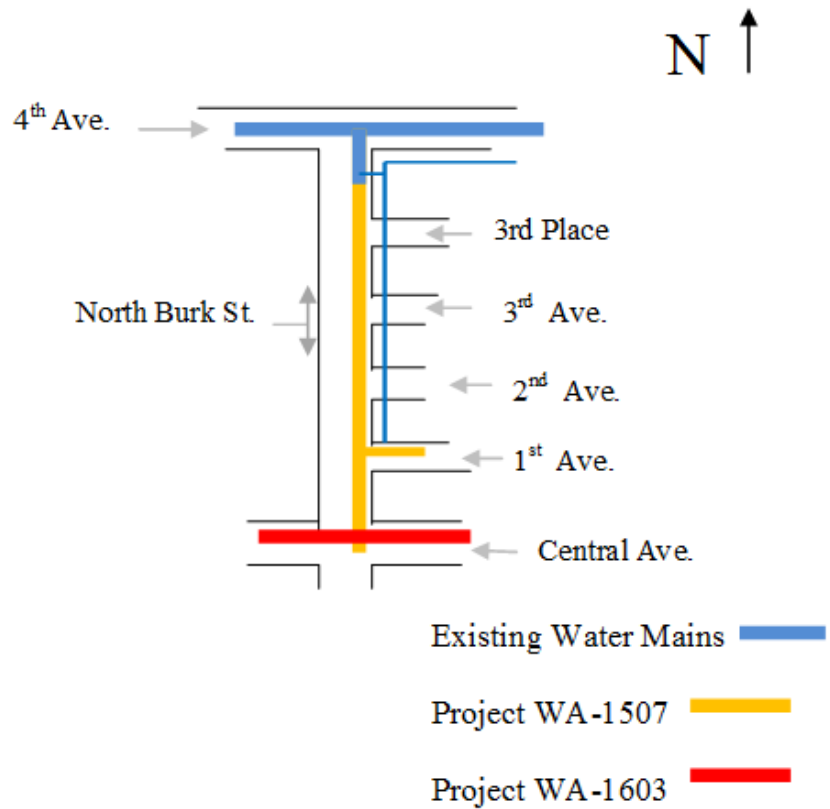 N
4th Ave.
3rd Place
North Burk St.
3rd Ave.
2nd Ave.
1st Ave.
Central Ave.
Existing Water Mains
Project WA-1507
Project WA-1603